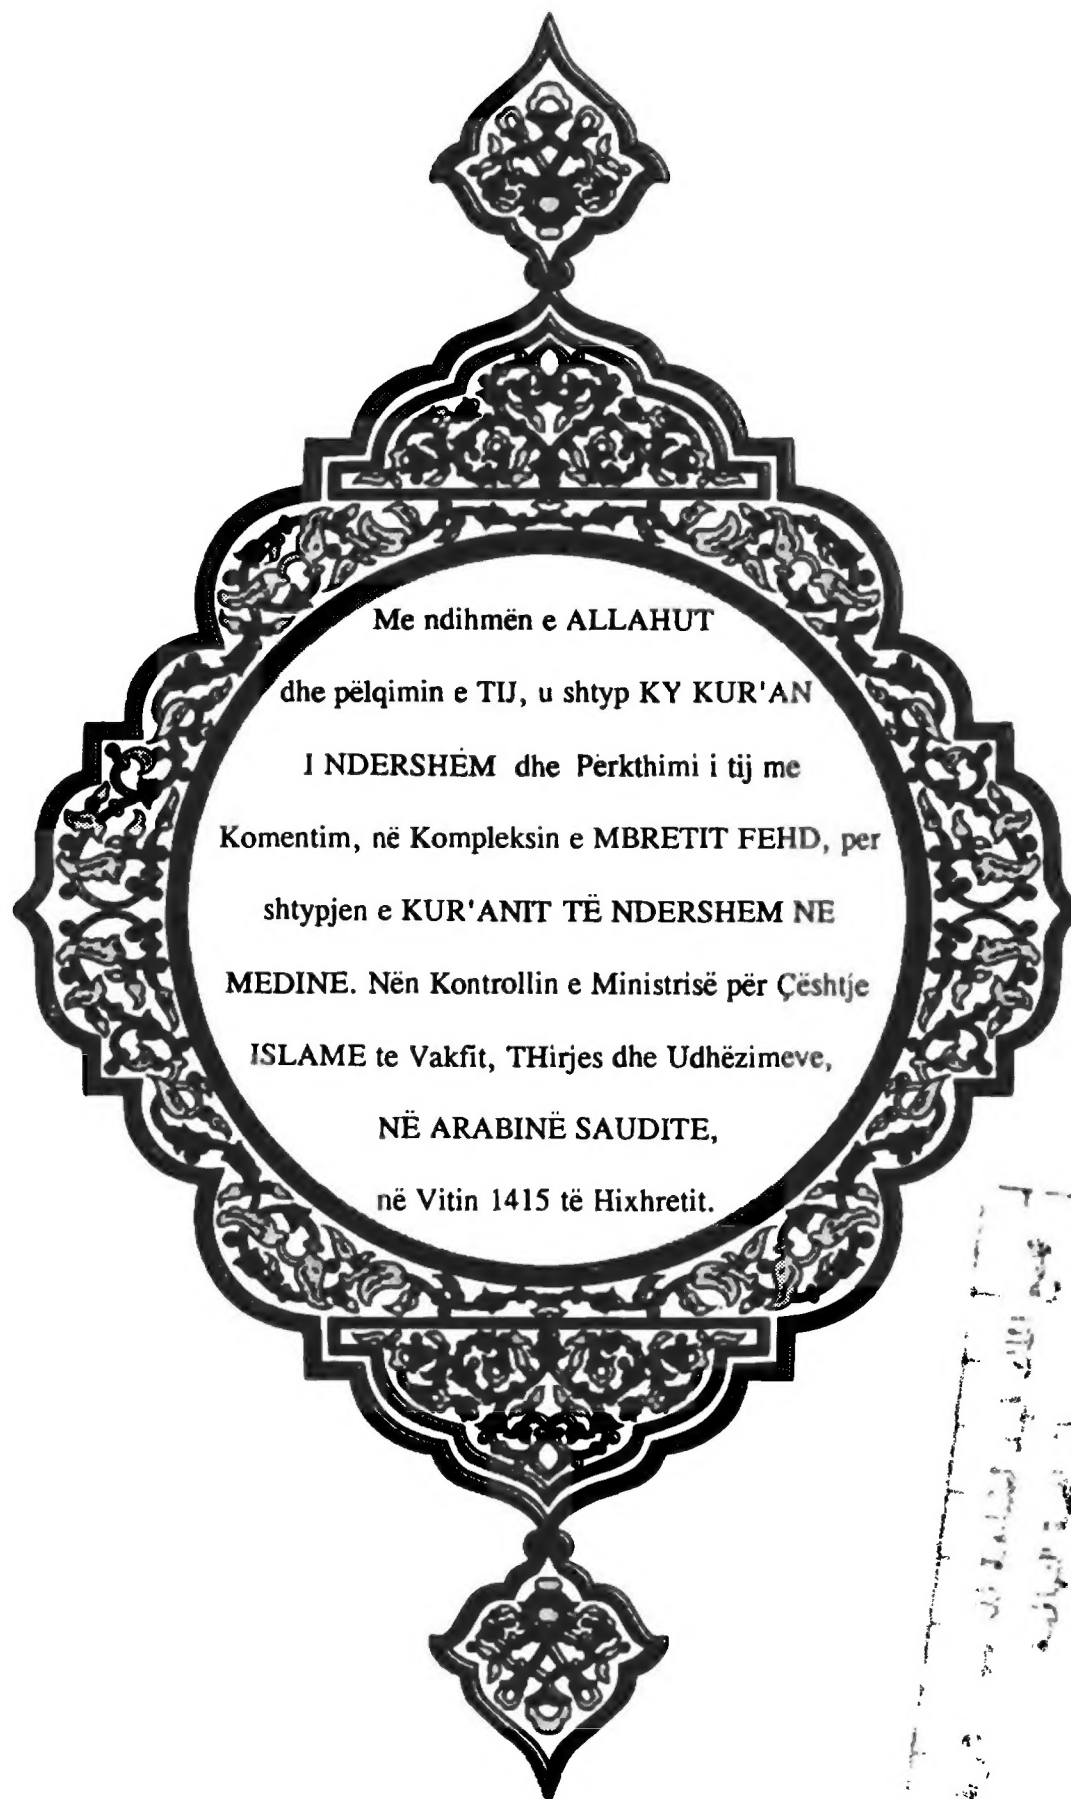 Me ndihmën e ALLAHUT
dhe pëlqimin e TIJ, u shtyp KY KUR'AN
I NDERSHËM dhe Përkthimi i tij me
Komentim, në Kompleksin e MBRETIT FEHD, per
shtypjen e KUR'ANIT TË NDERSHEM NE
MEDINE. Nën Kontrollin e Ministrisë për Çështje
ISLAME te Vakfit, THirjes dhe Udhëzimeve,
NË ARABINË SAUDITE,
në Vitin 1415 të Hixhretit.